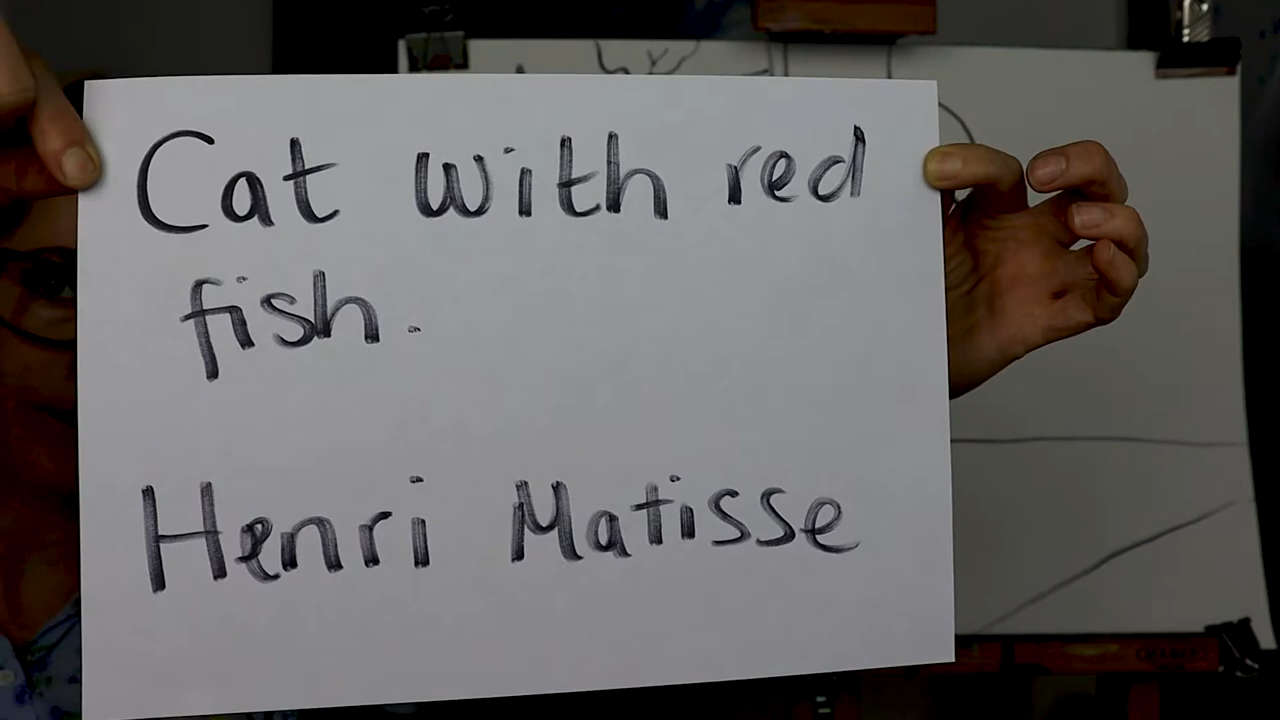 Cat with red
fish.
Henri Matisse